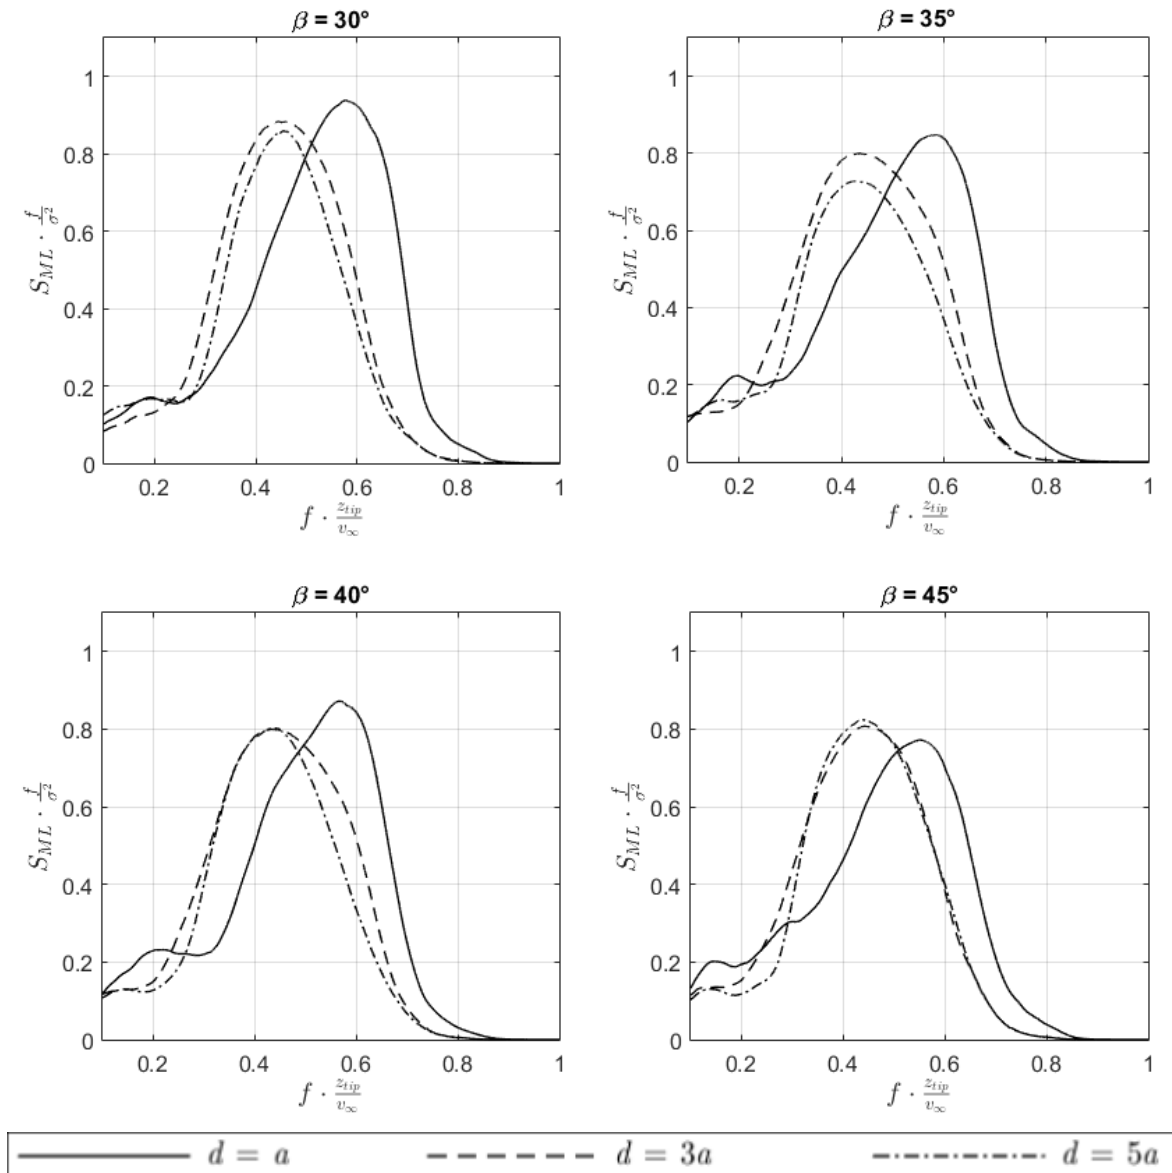 β = 30°
1
0.8
0.6
0.4
0.2
0
S_ML · f/σ²
0.2 0.4 0.6 0.8 1
f · z_tip/v_∞
β = 35°
1
0.8
0.6
0.4
0.2
0
S_ML · f/σ²
0.2 0.4 0.6 0.8 1
f · z_tip/v_∞
β = 40°
1
0.8
0.6
0.4
0.2
0
S_ML · f/σ²
0.2 0.4 0.6 0.8 1
f · z_tip/v_∞
β = 45°
1
0.8
0.6
0.4
0.2
0
S_ML · f/σ²
0.2 0.4 0.6 0.8 1
f · z_tip/v_∞
d = a d = 3a d = 5a